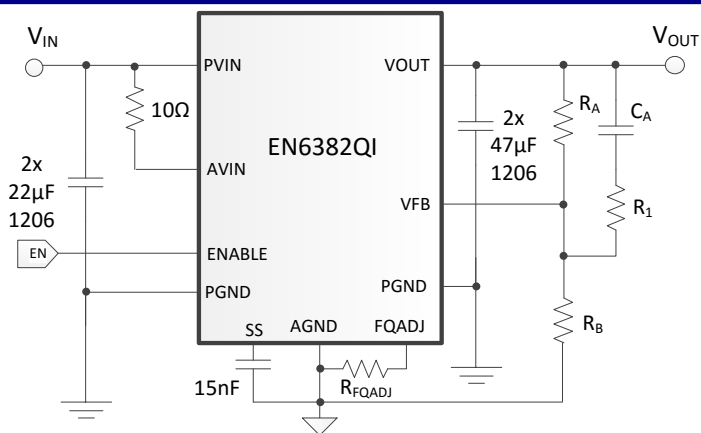 VIN
VOUT
PVIN
VOUT
10Ω
RA
CA
2x
47µF
1206
EN6382QI
2x
22µF
1206
AVIN
VFB
R1
EN
ENABLE
PGND
PGND
RB
SS
AGND
FQADJ
15nF
RFQADJ